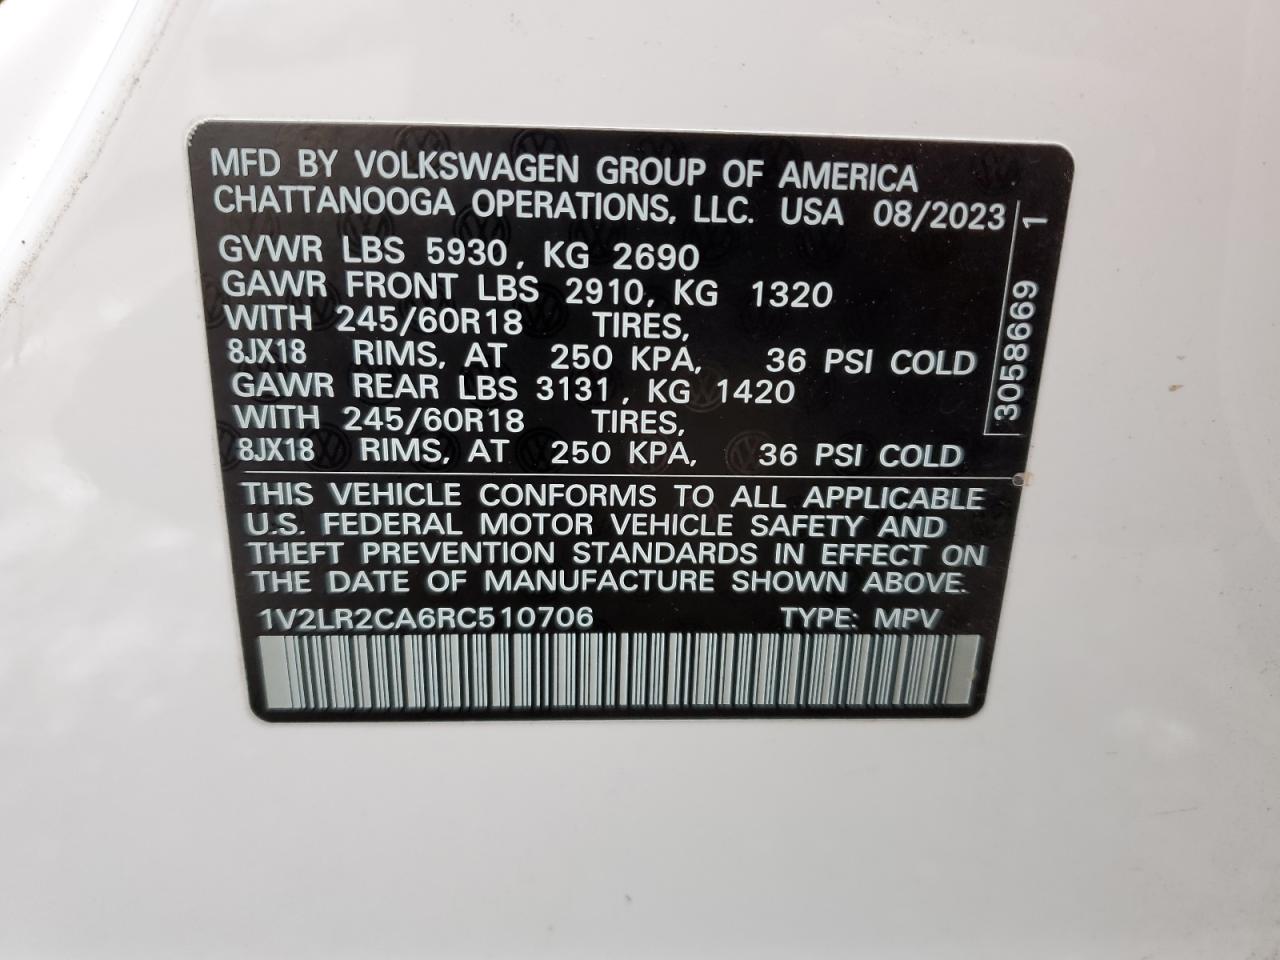 MFD BY VOLKSWAGEN GROUP OF AMERICA
CHATTANOOGA OPERATIONS, LLC. USA 08/2023
GVWR LBS 5930, KG 2690
GAWR FRONT LBS 2910, KG 1320
WITH 245/60R18 TIRES,
8JX18 RIMS, AT 250 KPA, 36 PSI COLD
GAWR REAR LBS 3131, KG 1420
WITH 245/60R18 TIRES,
8JX18 RIMS, AT 250 KPA, 36 PSI COLD
THIS VEHICLE CONFORMS TO ALL APPLICABLE
U.S. FEDERAL MOTOR VEHICLE SAFETY AND
THEFT PREVENTION STANDARDS IN EFFECT ON
THE DATE OF MANUFACTURE SHOWN ABOVE.
1V2LR2CA6RC510706 TYPE: MPV
3058669 1